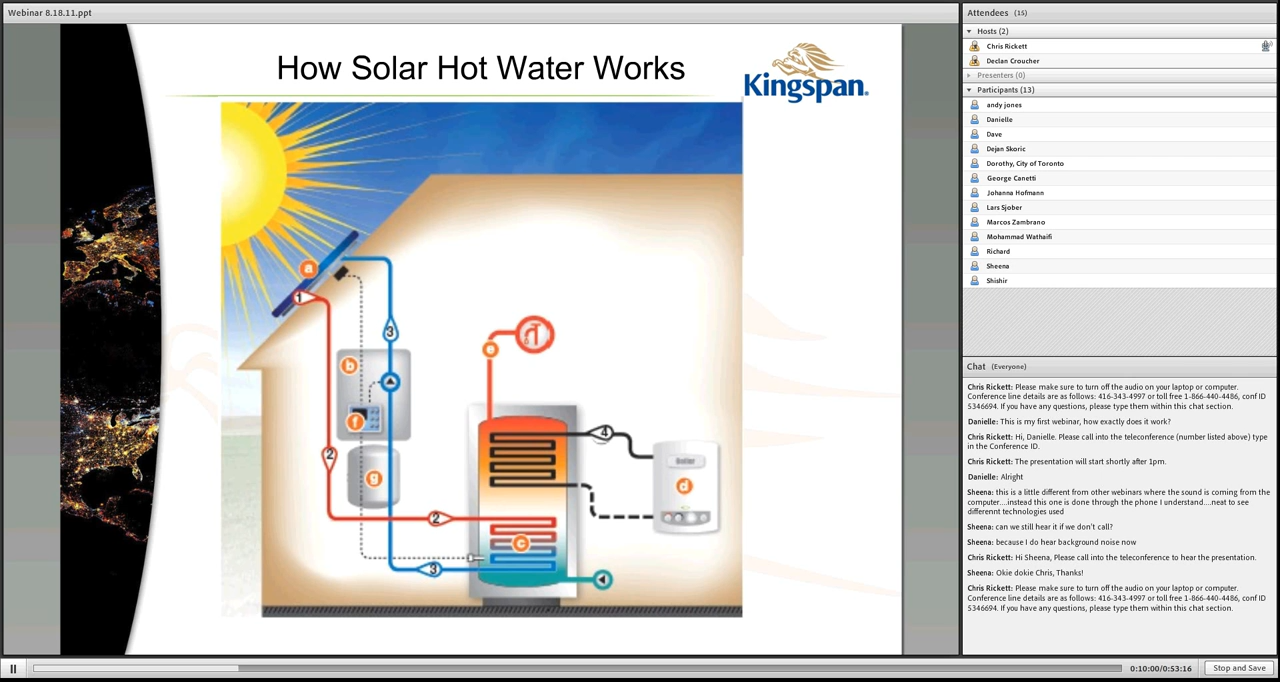 Webinar 8.18.11.ppt
How Solar Hot Water Works
Kingspan.
a
1
3
b
f
2
g
2
3
e
4
Boiler
d
c
Attendees (15)
Hosts (2)
Chris Rickett
Declan Croucher
Presenters (0)
Participants (13)
andy jones
Danielle
Dave
Dejan Skoric
Dorothy, City of Toronto
George Canetti
Johanna Hofmann
Lars Sjober
Marcos Zambrano
Mohammad Wathaifi
Richard
Sheena
Shishir
Chat (Everyone)
Chris Rickett: Please make sure to turn off the audio on your laptop or computer.
Conference line details are as follows: 416-343-4997 or toll free 1-866-440-4486, conf ID
5346694. If you have any questions, please type them within this chat section.
Danielle: This is my first webinar, how exactly does it work?
Chris Rickett: Hi, Danielle. Please call into the teleconference (number listed above) type
in the Conference ID.
Chris Rickett: The presentation will start shortly after 1pm.
Danielle: Alright
Sheena: this is a little different from other webinars where the sound is coming from the
computer....instead this one is done through the phone I understand....neat to see
differennt technologies used
Sheena: can we still hear it if we don't call?
Sheena: because I do hear background noise now
Chris Rickett: Hi Sheena, Please call into the teleconference to hear the presentation.
Sheena: Okie dokie Chris, Thanks!
Chris Rickett: Please make sure to turn off the audio on your laptop or computer.
Conference line details are as follows: 416-343-4997 or toll free 1-866-440-4486, conf ID
5346694. If you have any questions, please type them within this chat section.
0:10:00/0:53:16
Stop and Save